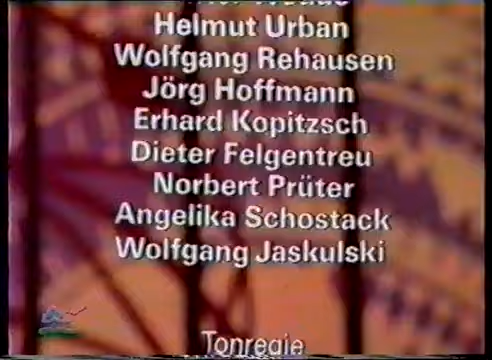 Helmut Urban
Wolfgang Rehausen
Jörg Hoffmann
Erhard Kopitzsch
Dieter Felgentreu
Norbert Prüter
Angelika Schostack
Wolfgang Jaskulski
Tonregie